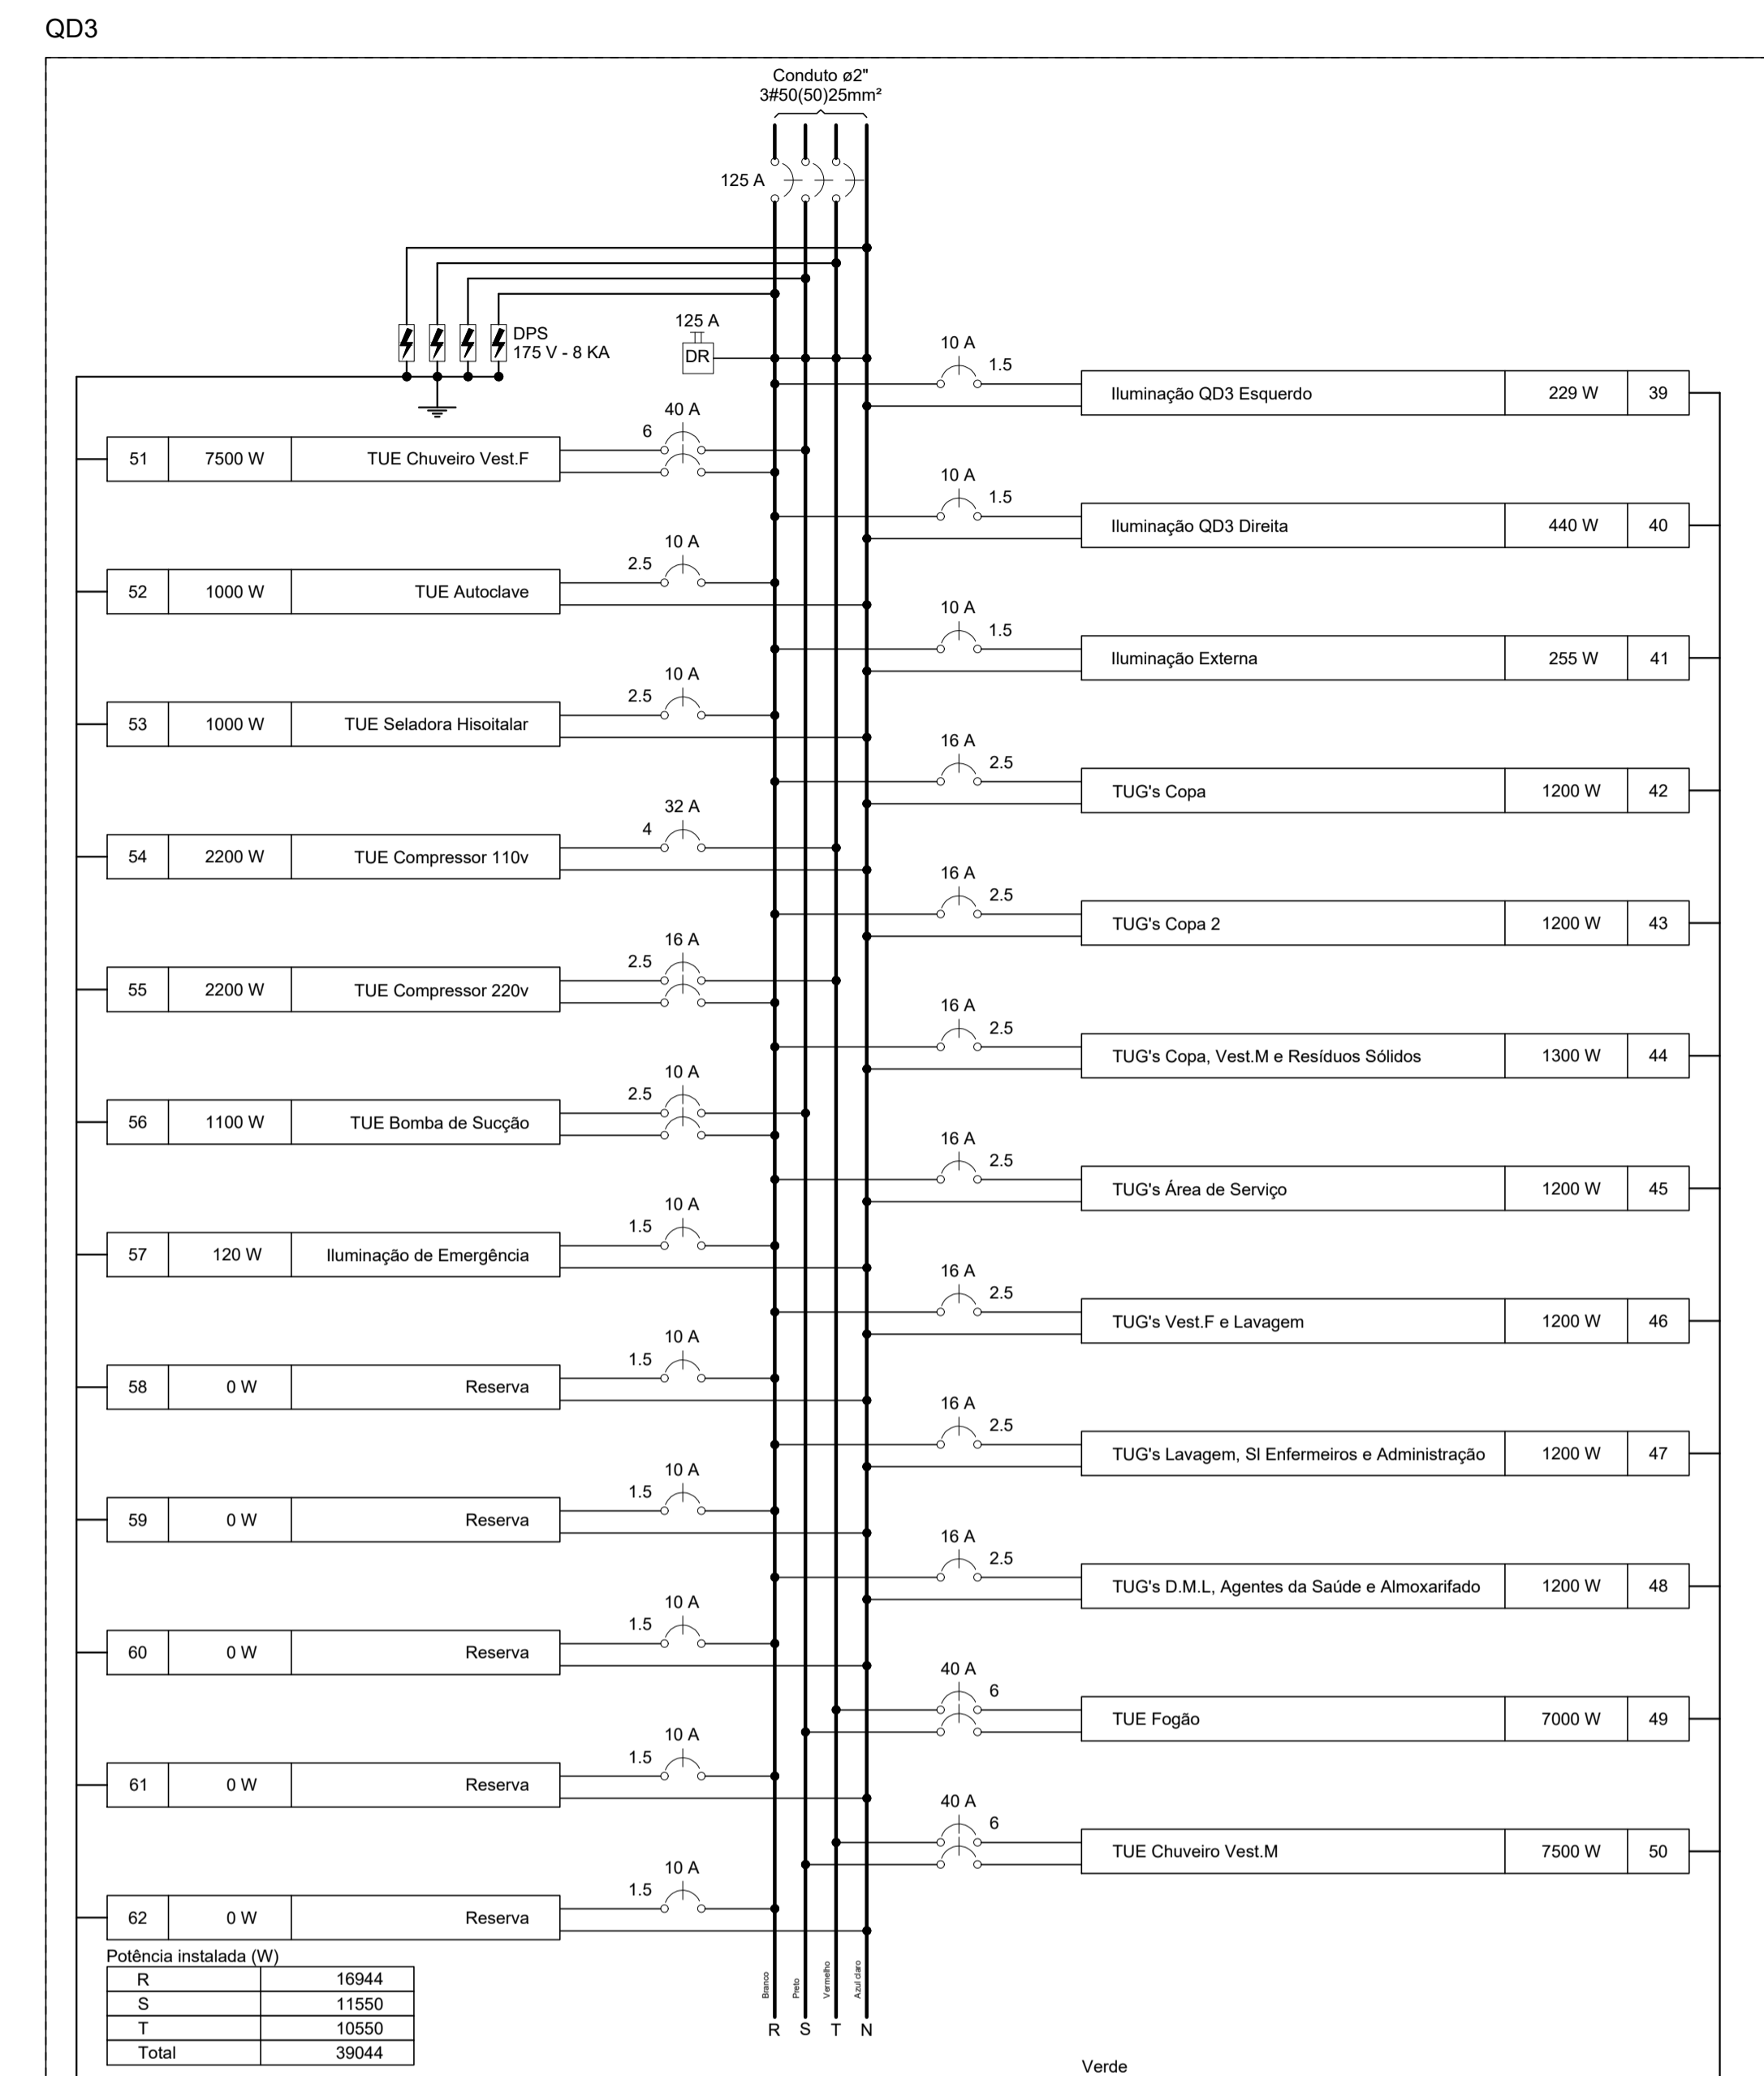 QD3
Conduto ø2"
3#50(50)25mm²
125 A
DPS
175 V - 8 KA
125 A
DR
10 A
1.5
Iluminação QD3 Esquerdo 229 W 39
40 A
6
51 7500 W TUE Chuveiro Vest.F
10 A
1.5
Iluminação QD3 Direita 440 W 40
10 A
2.5
52 1000 W TUE Autoclave
10 A
1.5
Iluminação Externa 255 W 41
10 A
2.5
53 1000 W TUE Seladora Hisoitalar
16 A
2.5
TUG's Copa 1200 W 42
32 A
4
54 2200 W TUE Compressor 110v
16 A
2.5
TUG's Copa 2 1200 W 43
16 A
2.5
55 2200 W TUE Compressor 220v
16 A
2.5
TUG's Copa, Vest.M e Resíduos Sólidos 1300 W 44
10 A
2.5
56 1100 W TUE Bomba de Sucção
16 A
2.5
TUG's Área de Serviço 1200 W 45
10 A
1.5
57 120 W Iluminação de Emergência
16 A
2.5
TUG's Vest.F e Lavagem 1200 W 46
10 A
1.5
58 0 W Reserva
16 A
2.5
TUG's Lavagem, Sl Enfermeiros e Administração 1200 W 47
10 A
1.5
59 0 W Reserva
16 A
2.5
TUG's D.M.L, Agentes da Saúde e Almoxarifado 1200 W 48
10 A
1.5
60 0 W Reserva
40 A
6
TUE Fogão 7000 W 49
10 A
1.5
61 0 W Reserva
40 A
6
TUE Chuveiro Vest.M 7500 W 50
10 A
1.5
62 0 W Reserva
Potência instalada (W)
R 16944
S 11550
T 10550
Total 39044
Branco
Preto
Vermelho
Azul claro
R S T N
Verde